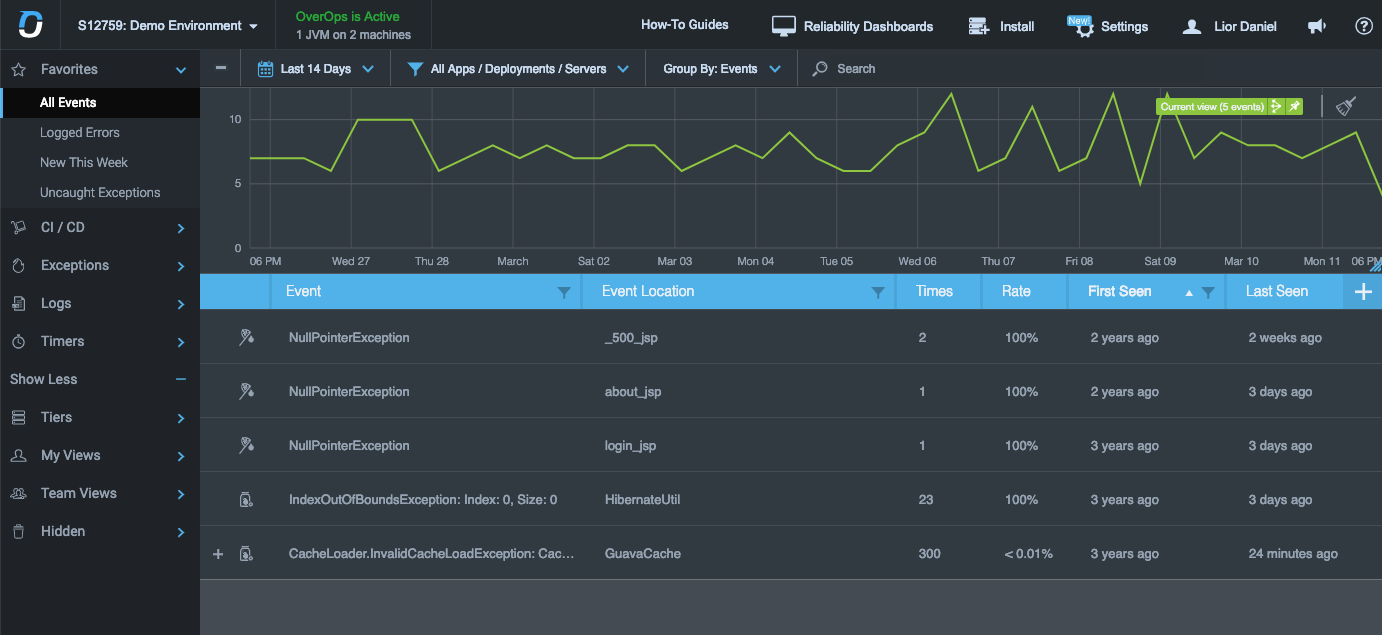 S12759: Demo Environment
OverOps is Active
1 JVM on 2 machines
How-To Guides
Reliability Dashboards
Install
New!
Settings
Lior Daniel
Favorites
All Events
Logged Errors
New This Week
Uncaught Exceptions
CI / CD
Exceptions
Logs
Timers
Show Less
Tiers
My Views
Team Views
Hidden
Last 14 Days
All Apps / Deployments / Servers
Group By: Events
Search
Current view (5 events)
10
5
0
06 PM Wed 27 Thu 28 March Sat 02 Mar 03 Mon 04 Tue 05 Wed 06 Thu 07 Fri 08 Sat 09 Mar 10 Mon 11 06 PM
Event Event Location Times Rate First Seen Last Seen
NullPointerException _500_jsp 2 100% 2 years ago 2 weeks ago
NullPointerException about_jsp 1 100% 2 years ago 3 days ago
NullPointerException login_jsp 1 100% 3 years ago 3 days ago
IndexOutOfBoundsException: Index: 0, Size: 0 HibernateUtil 23 100% 3 years ago 3 days ago
CacheLoader.InvalidCacheLoadException: Cac... GuavaCache 300 < 0.01% 3 years ago 24 minutes ago